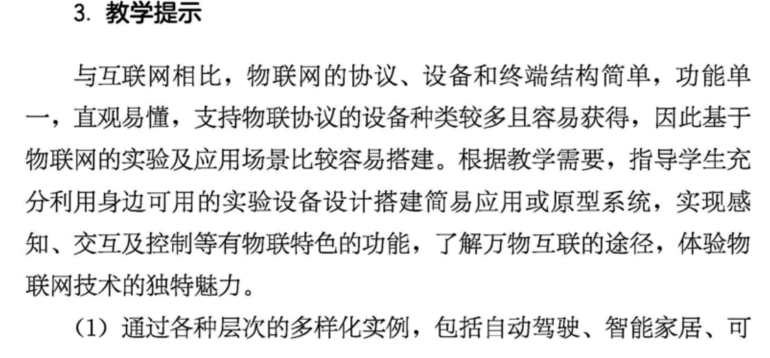 3. 教学提示
与互联网相比，物联网的协议、设备和终端结构简单，功能单
一，直观易懂，支持物联协议的设备种类较多且容易获得，因此基于
物联网的实验及应用场景比较容易搭建。根据教学需要，指导学生充
分利用身边可用的实验设备设计搭建简易应用或原型系统，实现感
知、交互及控制等有物联特色的功能，了解万物互联的途径，体验物
联网技术的独特魅力。
（1）通过各种层次的多样化实例，包括自动驾驶、智能家居、可